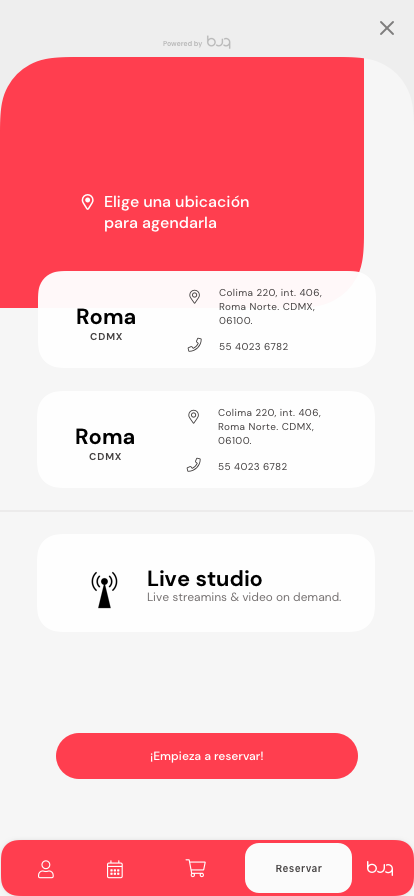 Powered by buq
Elige una ubicación
para agendarla
Roma
CDMX
Colima 220, int. 406,
Roma Norte. CDMX,
06100.
55 4023 6782
Roma
CDMX
Colima 220, int. 406,
Roma Norte. CDMX,
06100.
55 4023 6782
Live studio
Live streamins & video on demand.
¡Empieza a reservar!
Reservar
buq